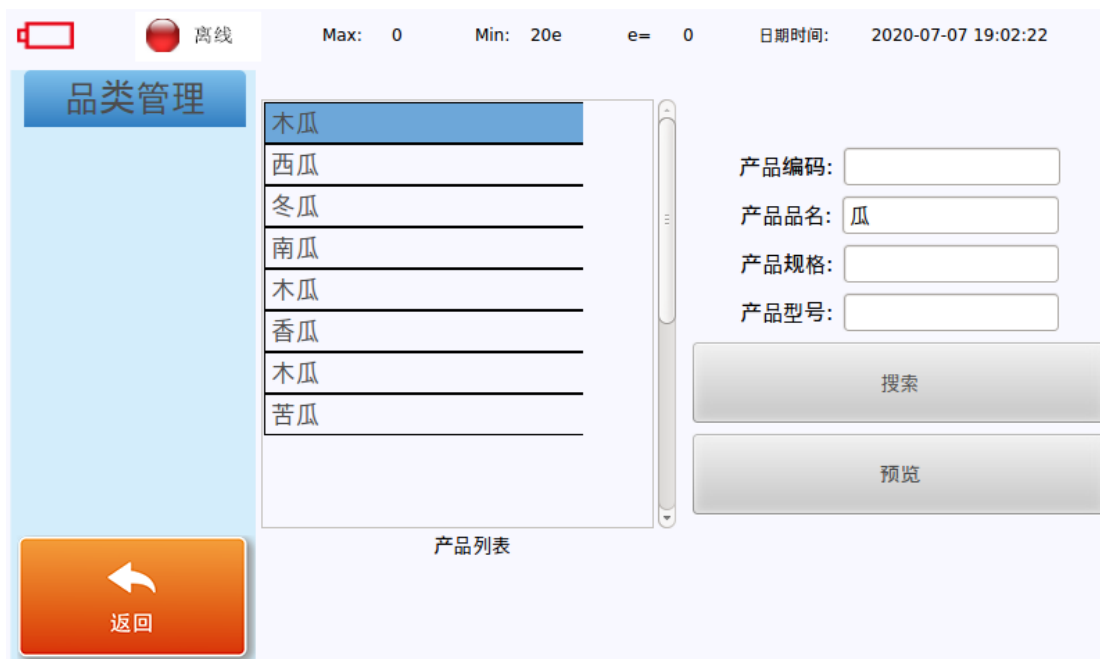 离线 Max: 0 Min: 20e e= 0 日期时间: 2020-07-07 19:02:22
品类管理
木瓜
西瓜
冬瓜
南瓜
木瓜
香瓜
木瓜
苦瓜
产品列表
产品编码:
产品品名: 瓜
产品规格:
产品型号:
搜索
预览
返回